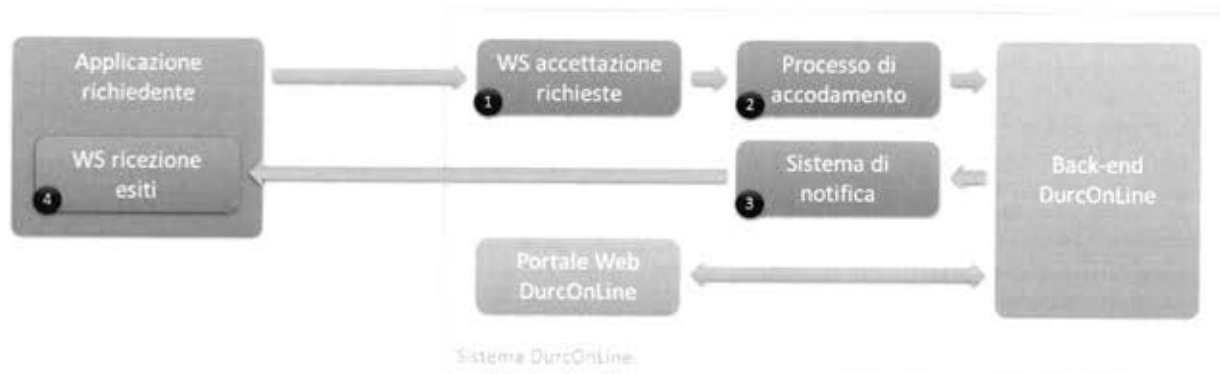 Applicazione
richiedente
WS accettazione
richieste
1
Processo di
accodamento
2
WS ricezione
esiti
4
Sistema di
notifica
3
Back-end
DurcOnLine
Portale Web
DurcOnLine
Sistema DurcOnLine